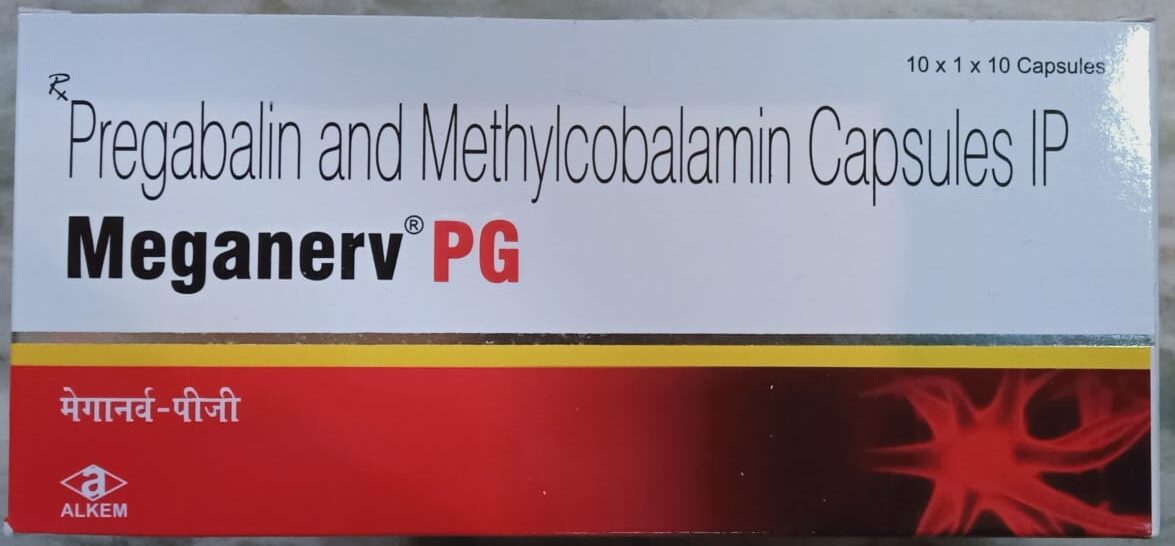 10 x 1 x 10 Capsules
Rx
Pregabalin and Methylcobalamin Capsules IP
Meganerv® PG
मेगानर्व-पीजी
a
ALKEM